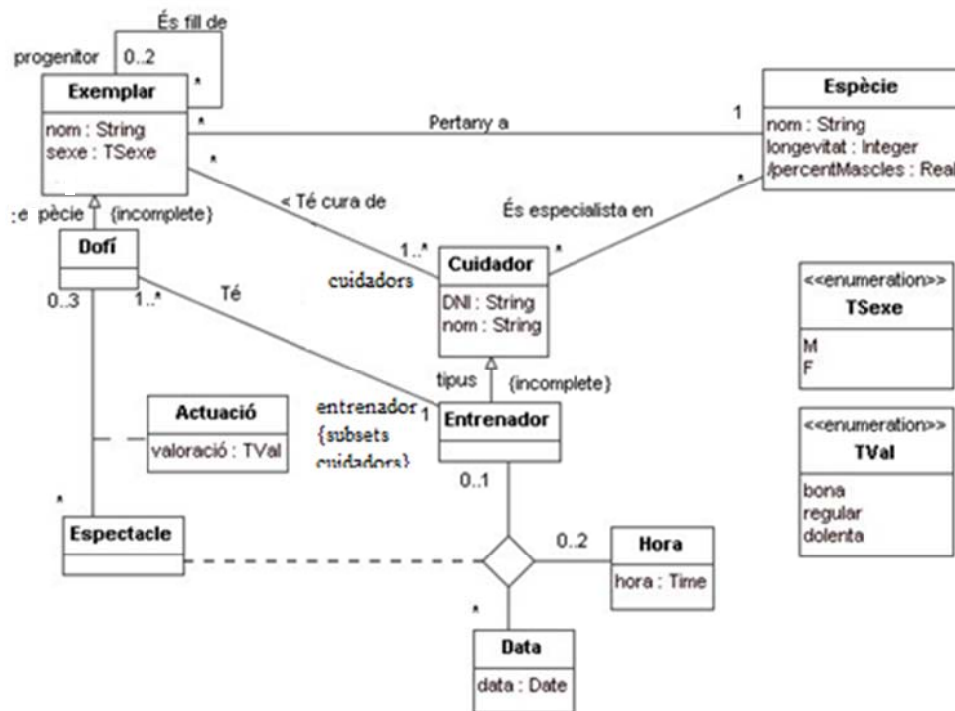 És fill de
progenitor
0..2
*
Exemplar
nom : String
sexe : TSexe
*
Pertany a
1
Espècie
nom : String
longevitat : Integer
/percentMascles : Real
*
< Té cura de
1..*
cuidadors
*
És especialista en
*
Cuidador
DNI : String
nom : String
:e pècie
{incomplete}
Dofí
0..3
1..*
Té
tipus
{incomplete}
entrenador
{subsets
cuidadors}
1
Entrenador
0..1
Actuació
valoració : TVal
*
Espectacle
0..2
Hora
hora : Time
*
Data
data : Date
<<enumeration>>
TSexe
M
F
<<enumeration>>
TVal
bona
regular
dolenta